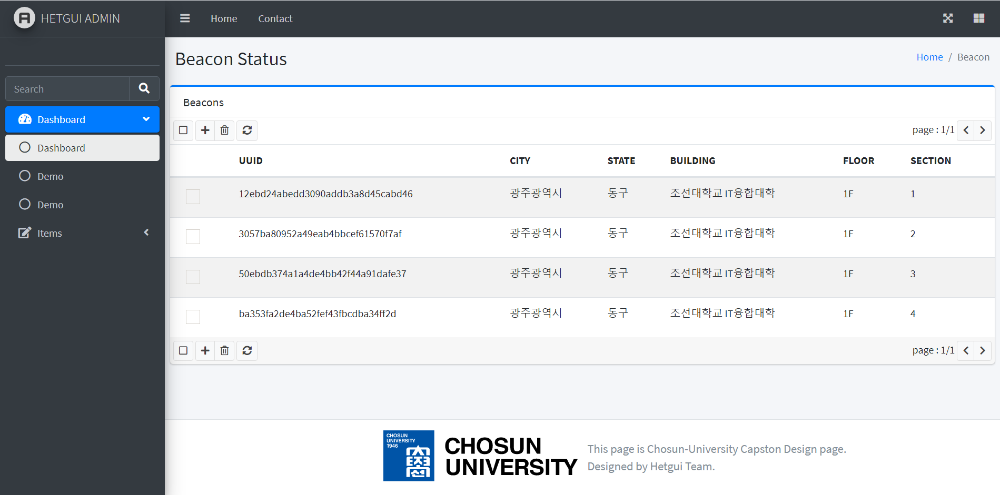 HETGUI ADMIN
Home
Contact
Search
Dashboard
Dashboard
Demo
Demo
Items
Beacon Status
Home / Beacon
Beacons
page : 1/1
UUID CITY STATE BUILDING FLOOR SECTION
12ebd24abedd3090addb3a8d45cabd46 광주광역시 동구 조선대학교 IT융합대학 1F 1
3057ba80952a49eab4bbcef61570f7af 광주광역시 동구 조선대학교 IT융합대학 1F 2
50ebdb374a1a4de4bb42f44a91dafe37 광주광역시 동구 조선대학교 IT융합대학 1F 3
ba353fa2de4ba52fef43fbcdba34ff2d 광주광역시 동구 조선대학교 IT융합대학 1F 4
page : 1/1
CHOSUN
UNIVERSITY
1946
CHOSUN
UNIVERSITY
This page is Chosun-University Capston Design page.
Designed by Hetgui Team.